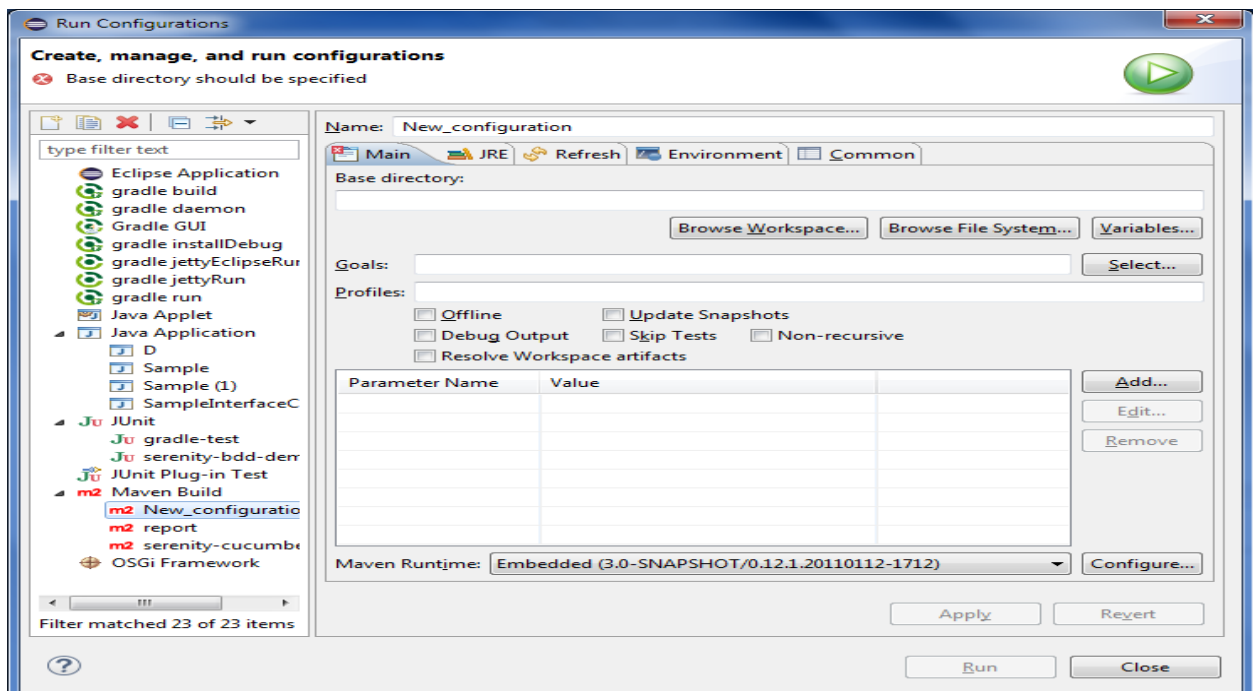 Run Configurations
Create, manage, and run configurations
Base directory should be specified
type filter text
Eclipse Application
gradle build
gradle daemon
Gradle GUI
gradle installDebug
gradle jettyEclipseRur
gradle jettyRun
gradle run
Java Applet
Java Application
D
Sample
Sample (1)
SampleInterfaceC
JUnit
gradle-test
serenity-bdd-dem
JUnit Plug-in Test
m2 Maven Build
m2 New_configuratio
m2 report
m2 serenity-cucumbe
OSGi Framework
Filter matched 23 of 23 items
Name: New_configuration
Main JRE Refresh Environment Common
Base directory:
Browse Workspace... Browse File System... Variables...
Goals: Select...
Profiles:
Offline Update Snapshots
Debug Output Skip Tests Non-recursive
Resolve Workspace artifacts
Parameter Name Value
Add...
Edit...
Remove
Maven Runtime: Embedded (3.0-SNAPSHOT/0.12.1.20110112-1712) Configure...
Apply Revert
Run Close